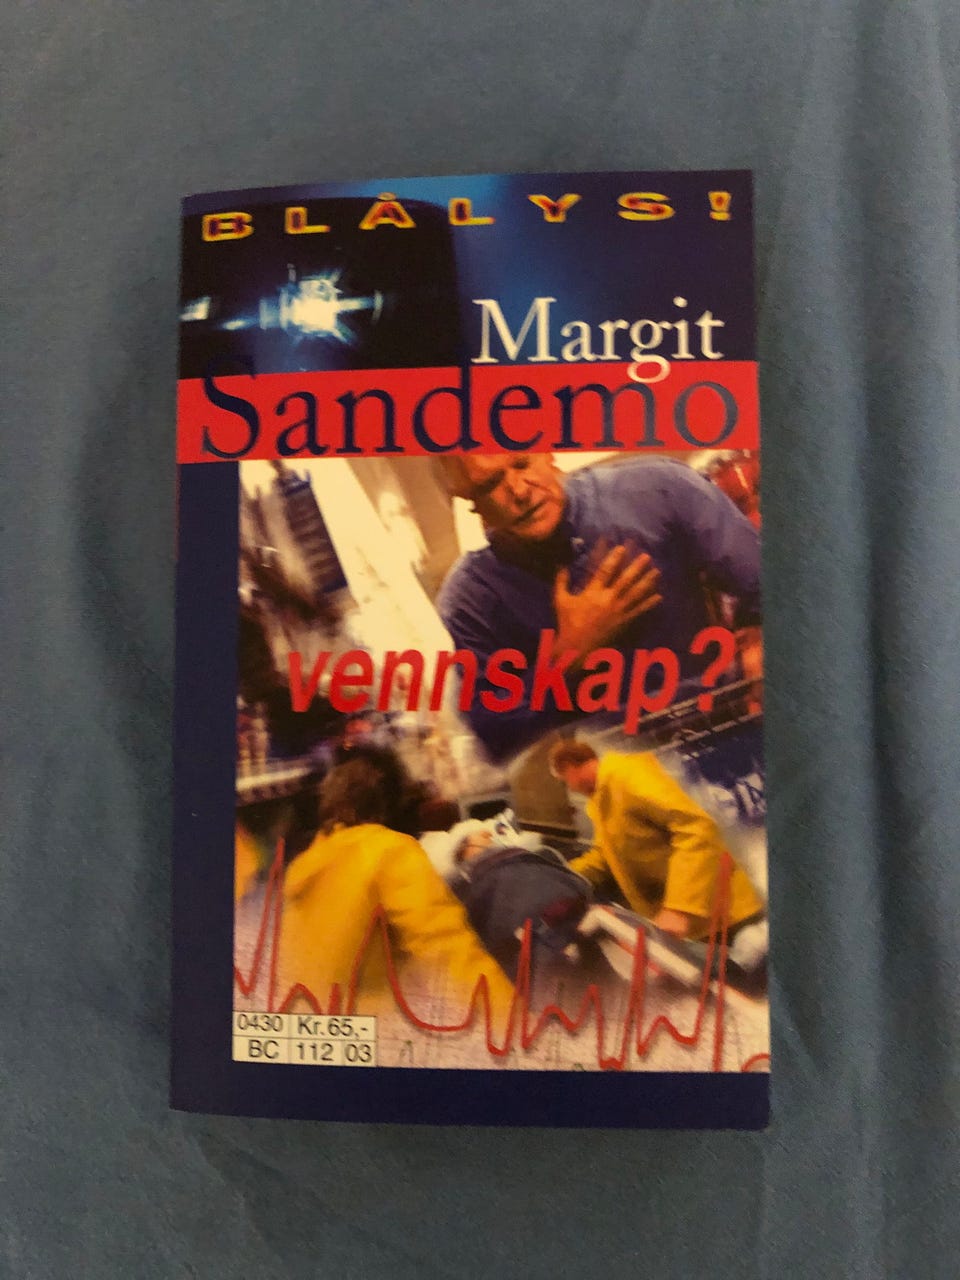 BLÅLYS!
Margit
Sandemo
vennskap?
0430 Kr. 65,-
BC 112 03